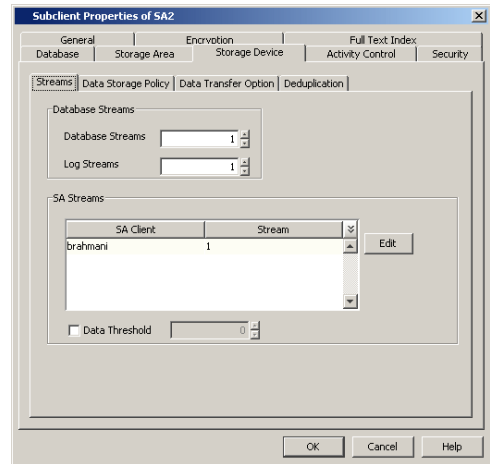 Subclient Properties of SA2
General Encryption Full Text Index
Database Storage Area Storage Device Activity Control Security
Streams Data Storage Policy Data Transfer Option Deduplication
Database Streams
Database Streams 1
Log Streams 1
SA Streams
SA Client Stream
brahmani 1
Edit
Data Threshold 0
OK Cancel Help